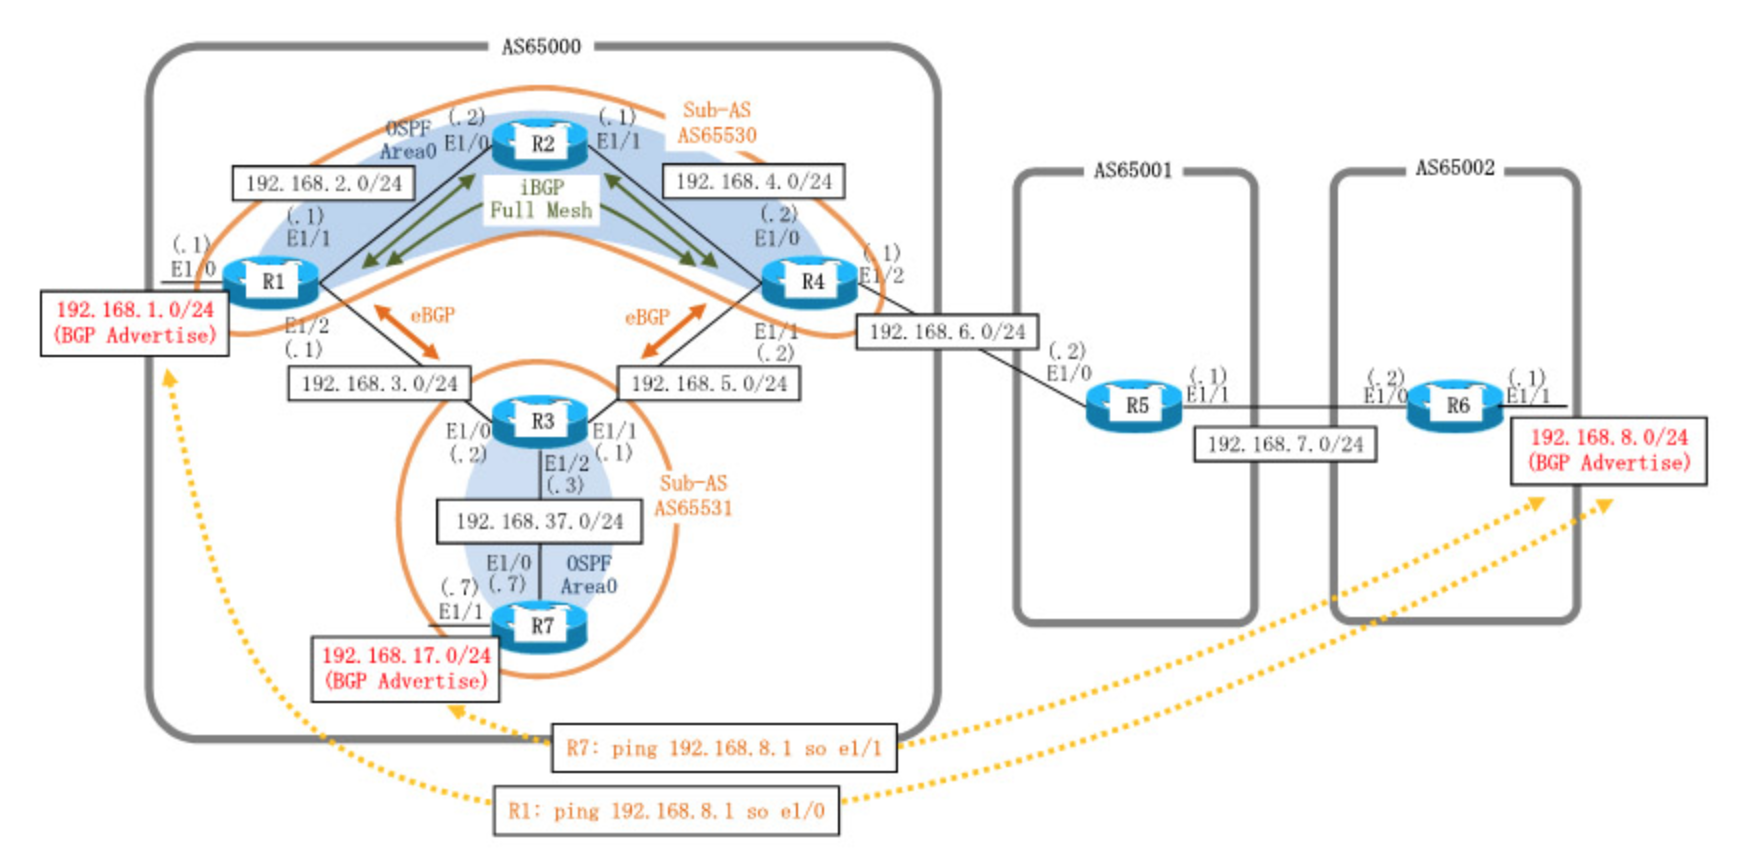 AS65000
Sub-AS
AS65530
OSPF
Area0
(.2)
E1/0
R2
(.1)
E1/1
192.168.2.0/24
iBGP
Full Mesh
192.168.4.0/24
(.1)
E1/1
(.2)
E1/0
(.1)
E1/0
R1
R4
(.1)
E1/2
192.168.1.0/24
(BGP Advertise)
E1/2
(.1)
eBGP
eBGP
E1/1
(.2)
192.168.6.0/24
192.168.3.0/24
192.168.5.0/24
E1/0
(.2)
R3
E1/1
(.1)
E1/2
(.3)
Sub-AS
AS65531
192.168.37.0/24
E1/0
(.7)
OSPF
Area0
(.7)
E1/1
R7
192.168.17.0/24
(BGP Advertise)
AS65001
(.2)
E1/0
R5
(.1)
E1/1
192.168.7.0/24
AS65002
(.2)
E1/0
R6
(.1)
E1/1
192.168.8.0/24
(BGP Advertise)
R7: ping 192.168.8.1 so e1/1
R1: ping 192.168.8.1 so e1/0